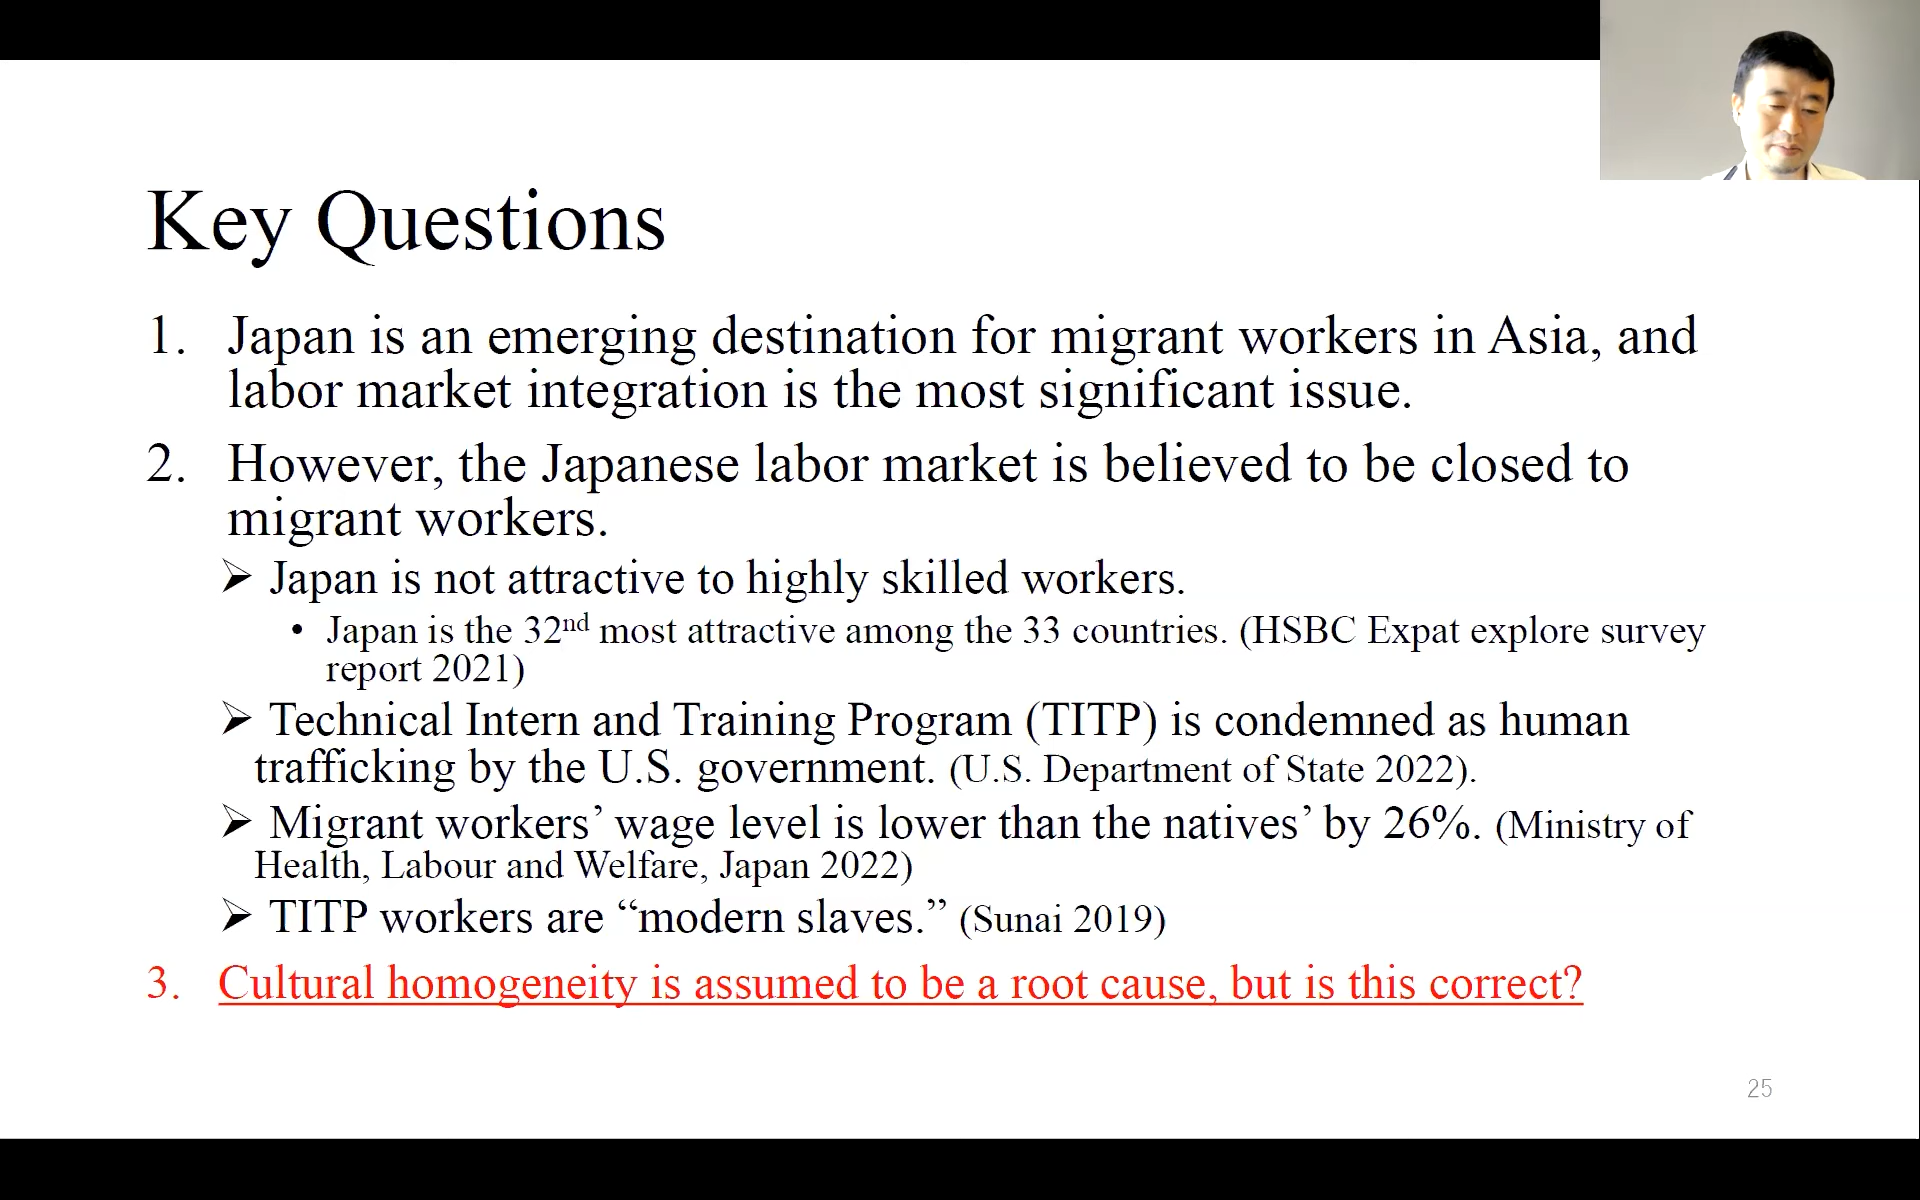 Key Questions
1. Japan is an emerging destination for migrant workers in Asia, and
labor market integration is the most significant issue.
2. However, the Japanese labor market is believed to be closed to
migrant workers.
➢ Japan is not attractive to highly skilled workers.
• Japan is the 32nd most attractive among the 33 countries. (HSBC Expat explore survey
report 2021)
➢ Technical Intern and Training Program (TITP) is condemned as human
trafficking by the U.S. government. (U.S. Department of State 2022).
➢ Migrant workers’ wage level is lower than the natives’ by 26%. (Ministry of
Health, Labour and Welfare, Japan 2022)
➢ TITP workers are “modern slaves.” (Sunai 2019)
3. Cultural homogeneity is assumed to be a root cause, but is this correct?
25